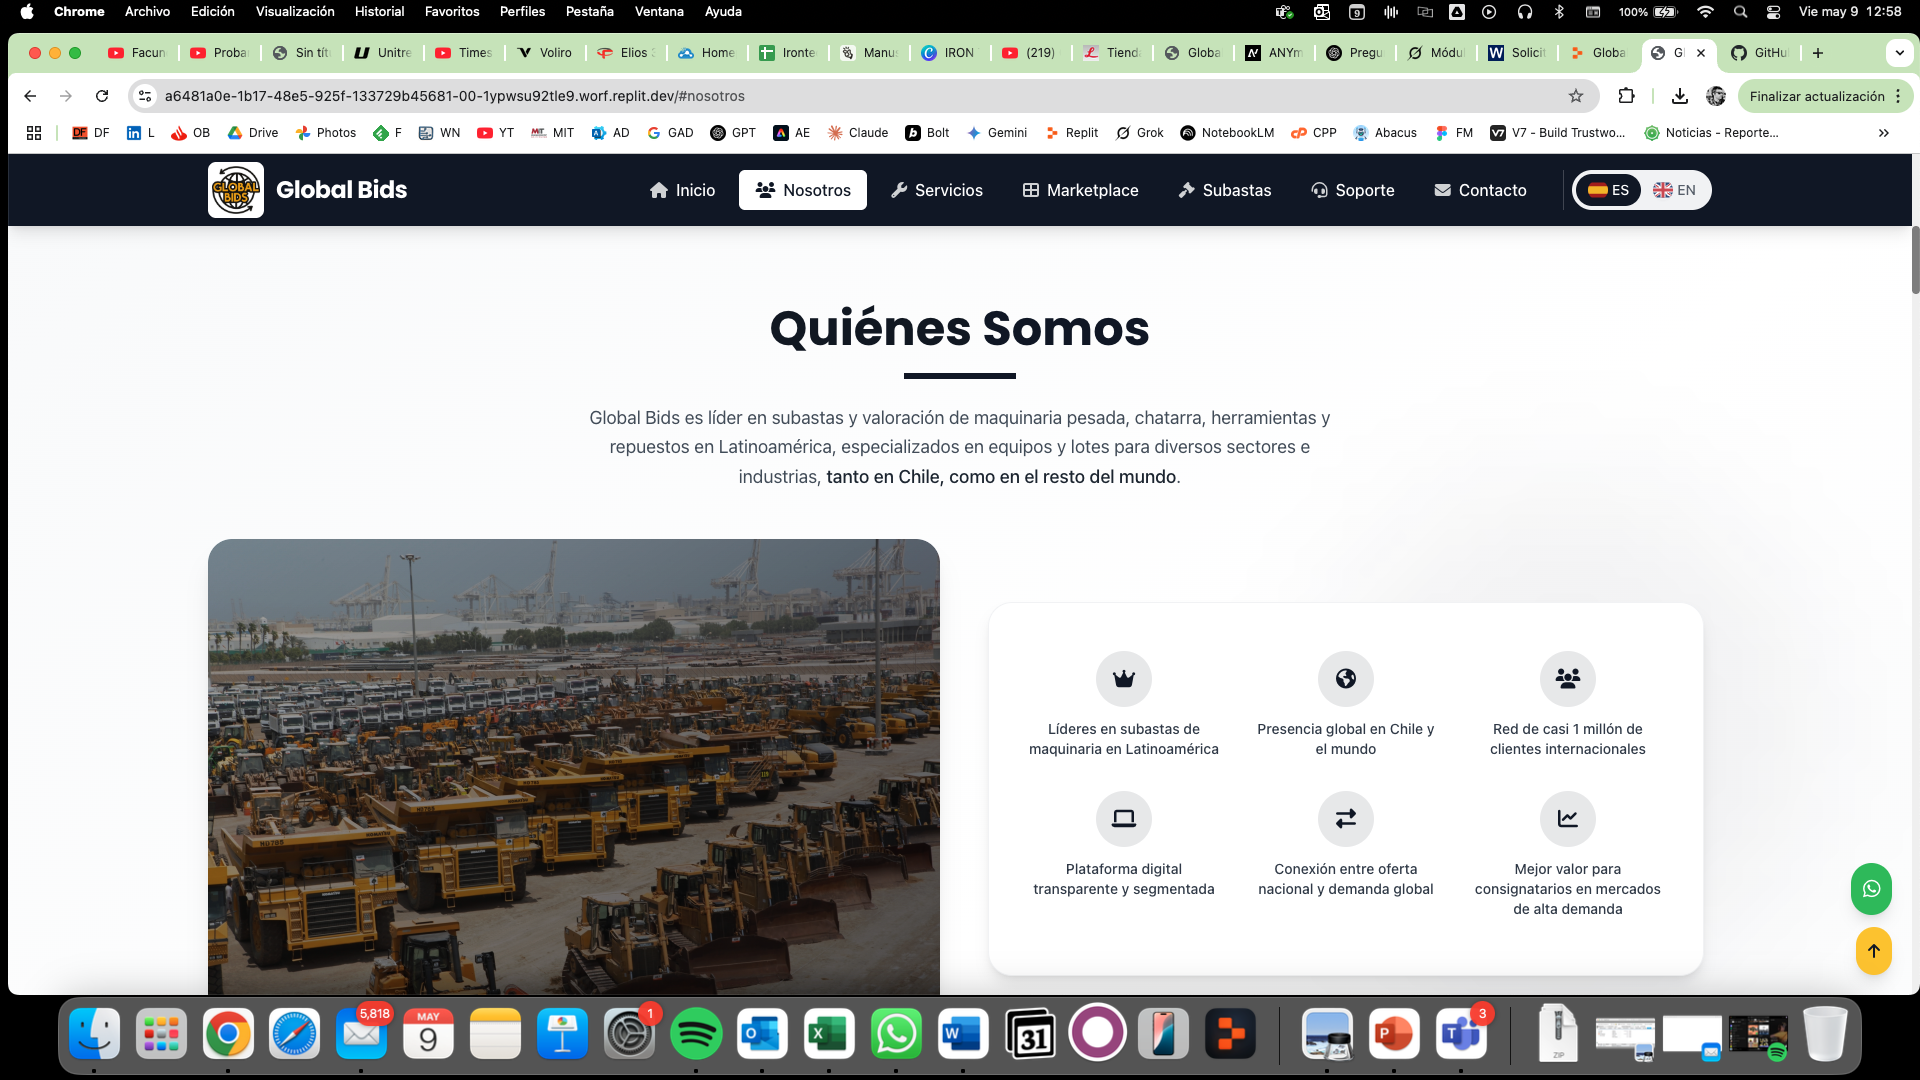 Chrome Archivo Edición Visualización Historial Favoritos Perfiles Pestaña Ventana Ayuda
9 100% Vie may 9 12:58
Facun Proba Sin tít Unitre Times Voliro Elios Home Ironte Manu IRON (219) Tiend Globa ANYm Pregu Módul Solicit Globa Gl GitHu
a6481a0e-1b17-48e5-925f-133729b45681-00-1ypwsu92tle9.worf.replit.dev/#nosotros
Finalizar actualización
DF DF L OB Drive Photos F WN YT MIT AD GAD GPT AE Claude Bolt Gemini Replit Grok NotebookLM CPP Abacus FM V7 - Build Trustwo... Noticias - Reporte...
GLOBAL
BIDS
Global Bids
Inicio Nosotros Servicios Marketplace Subastas Soporte Contacto ES EN
Quiénes Somos
Global Bids es líder en subastas y valoración de maquinaria pesada, chatarra, herramientas y
repuestos en Latinoamérica, especializados en equipos y lotes para diversos sectores e
industrias, tanto en Chile, como en el resto del mundo.
Líderes en subastas de
maquinaria en Latinoamérica
Presencia global en Chile y
el mundo
Red de casi 1 millón de
clientes internacionales
Plataforma digital
transparente y segmentada
Conexión entre oferta
nacional y demanda global
Mejor valor para
consignatarios en mercados
de alta demanda
KOMATSU
5,818
MAY
9
1
31
3
ZIP